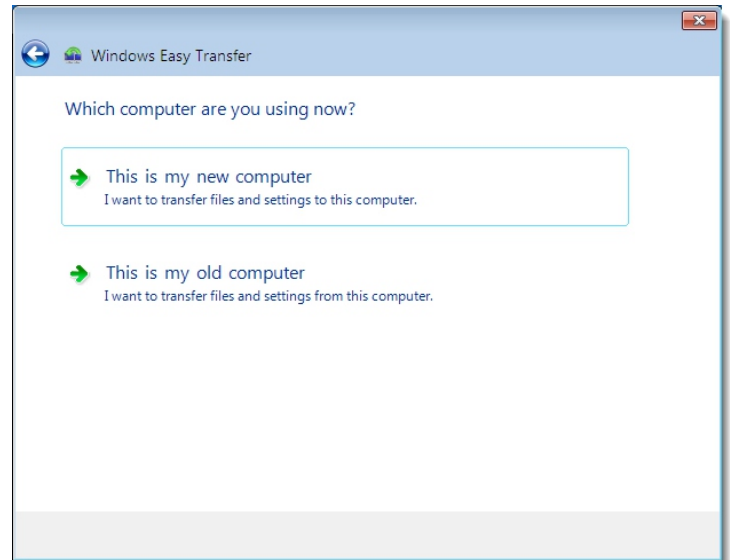 Windows Easy Transfer
Which computer are you using now?
This is my new computer
I want to transfer files and settings to this computer.
This is my old computer
I want to transfer files and settings from this computer.